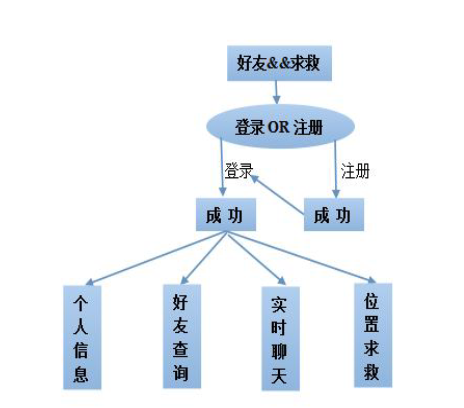 好友&&求救
登录 OR 注册
登录
注册
成功
成功
个人信息
好友查询
实时聊天
位置求救